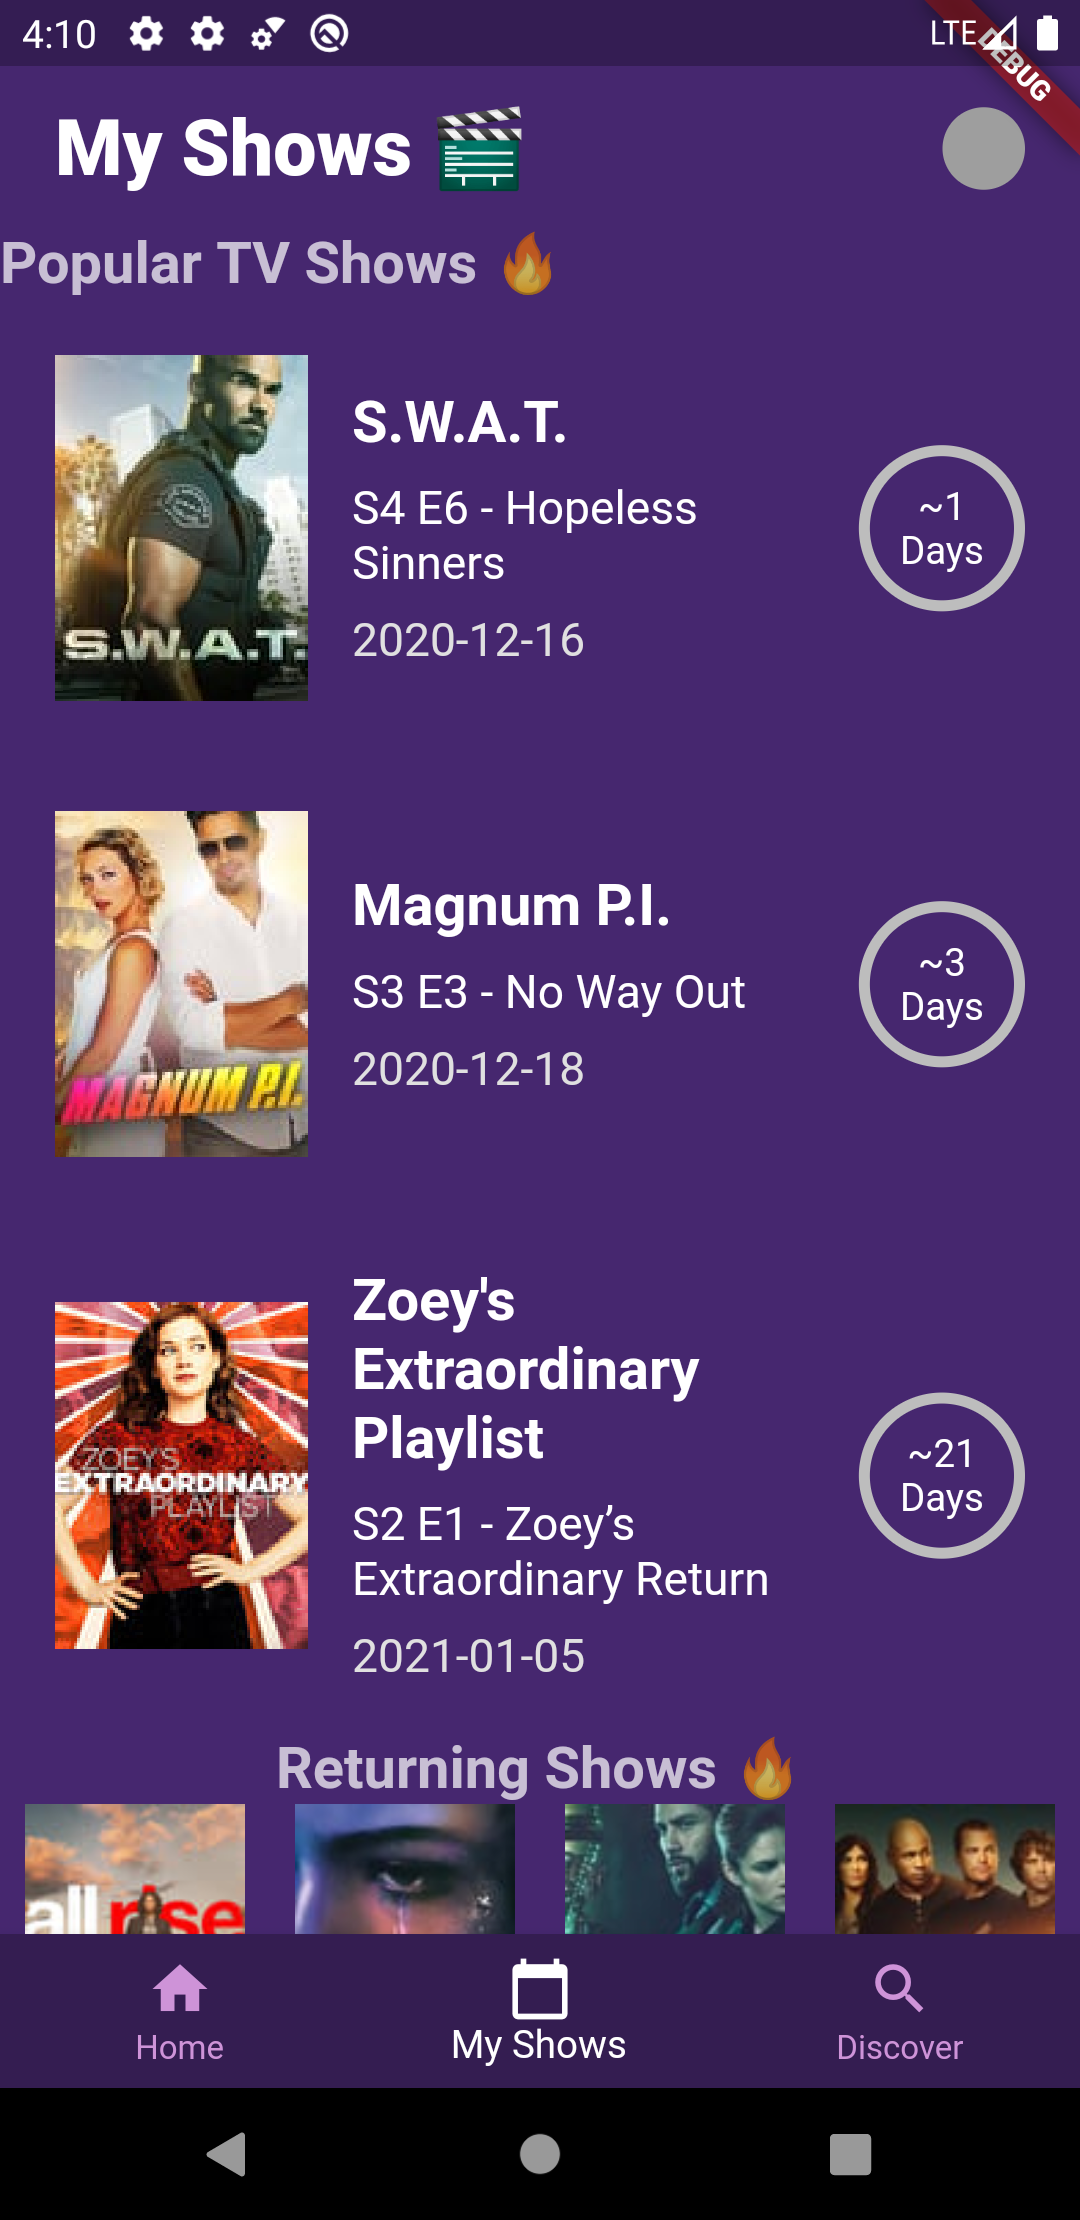 4:10
LTE
DEBUG
My Shows 🎬
Popular TV Shows 🔥
S.W.A.T.
S4 E6 - Hopeless
Sinners
2020-12-16
~1
Days
S.W.A.T.
Magnum P.I.
S3 E3 - No Way Out
2020-12-18
~3
Days
MAGNUM P.I.
Zoey's
Extraordinary
Playlist
S2 E1 - Zoey’s
Extraordinary Return
2021-01-05
~21
Days
ZOEY'S
EXTRAORDINARY
PLAYLIST
Returning Shows 🔥
all rise
Home
My Shows
Discover